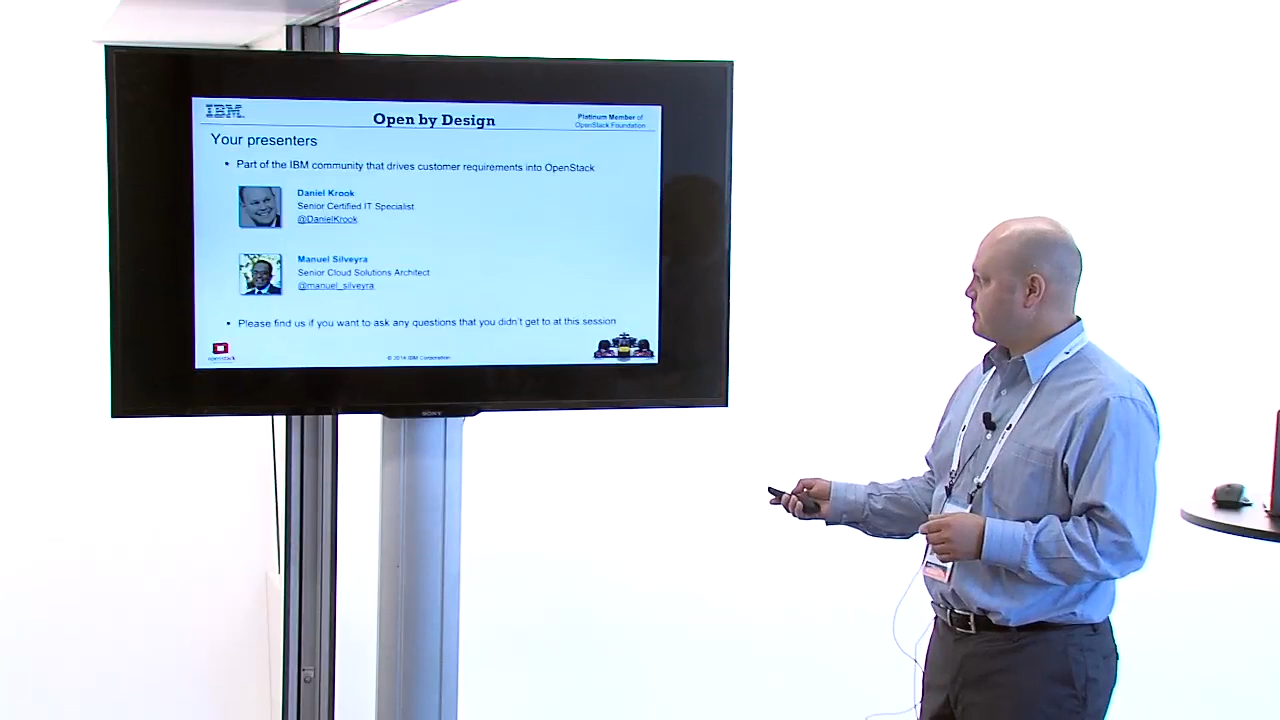 IBM
Open by Design
Platinum Member of
OpenStack Foundation
Your presenters
• Part of the IBM community that drives customer requirements into OpenStack
Daniel Krook
Senior Certified IT Specialist
@DanielKrook
Manuel Silveyra
Senior Cloud Solutions Architect
@manuel_silveyra
• Please find us if you want to ask any questions that you didn't get to at this session
openstack
© 2014 IBM Corporation
SONY